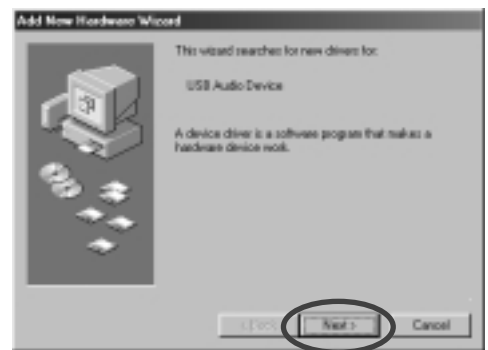 Add New Hardware Wizard
This wizard searches for new drivers for:
USB Audio Device
A device driver is a software program that makes a
hardware device work.
< Back
Next >
Cancel